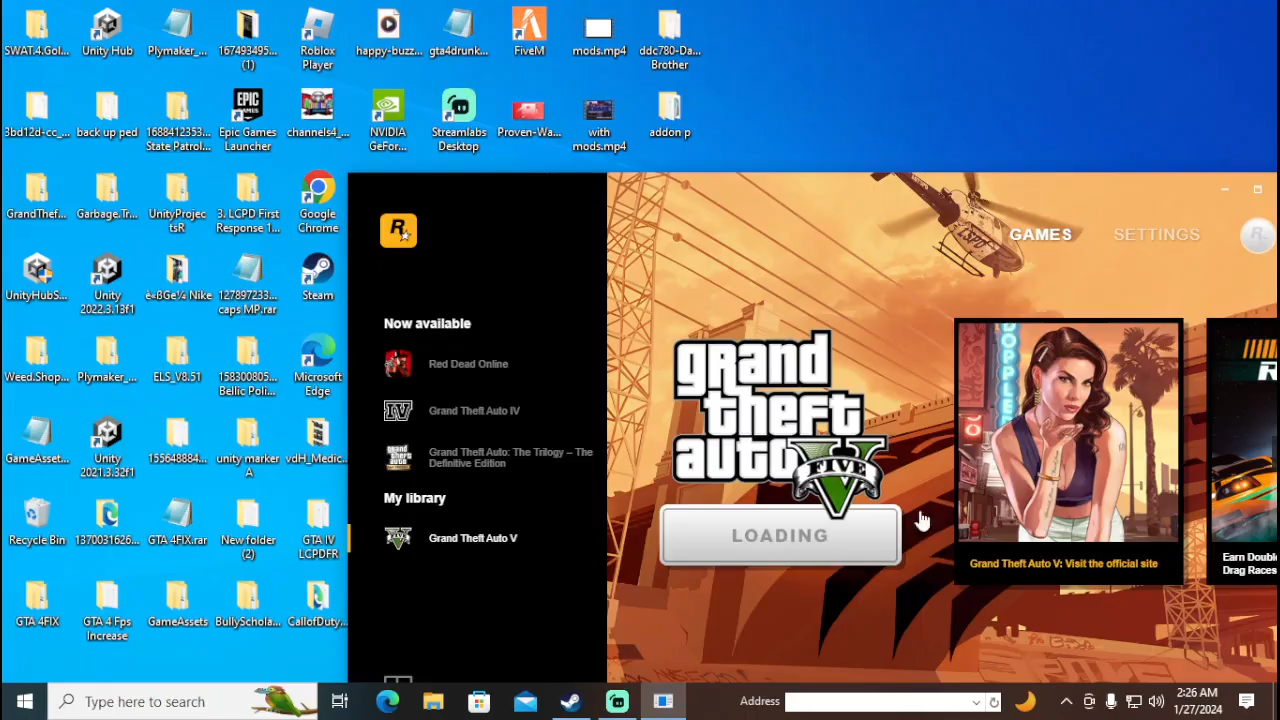 SWAT.4.Gol...
Unity Hub
Plymaker_...
167493495...
(1)
Roblox
Player
happy-buzz...
gta4drunk...
FiveM
mods.mp4
ddc780-Da...
Brother
3bd12d-cc_...
back up ped
1688412353...
State Patrol...
EPIC
GAMES
Epic Games
Launcher
channels4_...
NVIDIA
GeFor...
Streamlabs
Desktop
Proven-Wa...
with
mods.mp4
addon p
GrandThef...
Garbage.Tr...
UnityProjec
tsR
3. LCPD First
Response 1...
Google
Chrome
UnityHubS...
Unity
2022.3.13f1
è«ßGe¼ Nike
127897233...
caps MP.rar
Steam
Weed.Shop...
Plymaker_...
ELS_V8.51
158300805...
Bellic Poli...
Microsoft
Edge
GameAsset...
Unity
2021.3.32f1
155648884...
unity marker
A
vdH_Medic...
Recycle Bin
1370031626...
GTA 4FIX.rar
New folder
(2)
GTA IV
LCPDFR
GTA 4FIX
GTA 4 Fps
Increase
GameAssets
BullySchola...
CallofDuty...
R
Now available
Red Dead Online
IV
Grand Theft Auto IV
Grand Theft Auto: The Trilogy – The
Definitive Edition
My library
V
Grand Theft Auto V
LSPD
GAMES
SETTINGS
grand
theft
auto V
FIVE
LOADING
Grand Theft Auto V: Visit the official site
Earn Double
Drag Races
Type here to search
Address
2:26 AM
1/27/2024